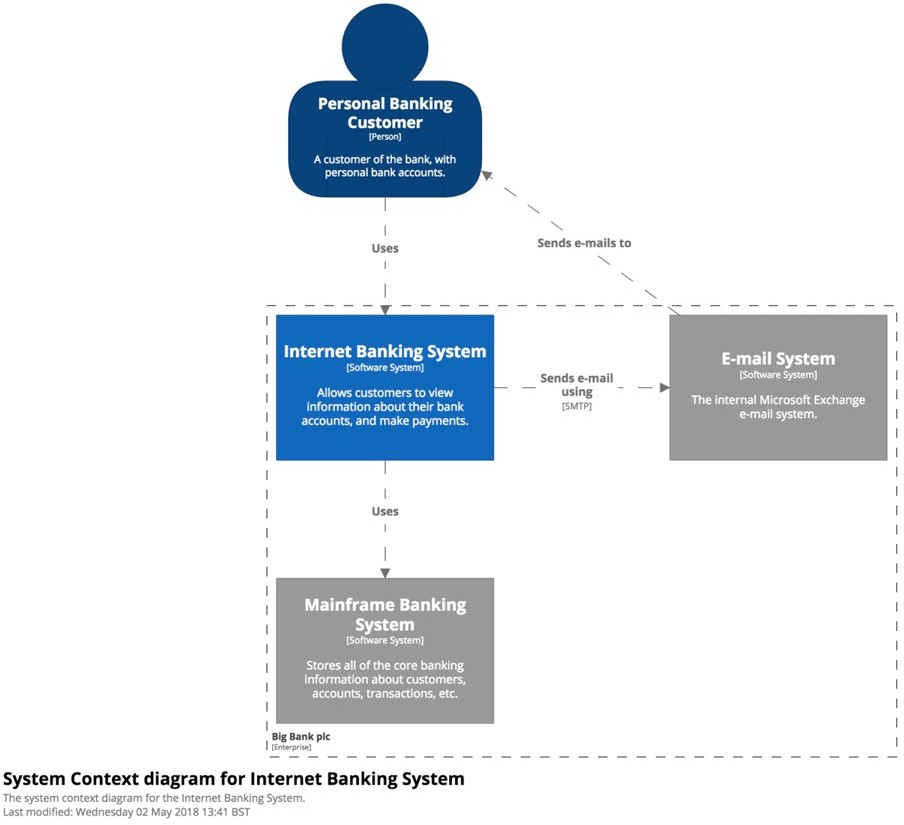 Personal Banking
Customer
[Person]
A customer of the bank, with
personal bank accounts.
Uses
Sends e-mails to
Internet Banking System
[Software System]
Allows customers to view
information about their bank
accounts, and make payments.
Sends e-mail
using
[SMTP]
E-mail System
[Software System]
The internal Microsoft Exchange
e-mail system.
Uses
Mainframe Banking
System
[Software System]
Stores all of the core banking
information about customers,
accounts, transactions, etc.
Big Bank plc
[Enterprise]
System Context diagram for Internet Banking System
The system context diagram for the Internet Banking System.
Last modified: Wednesday 02 May 2018 13:41 BST